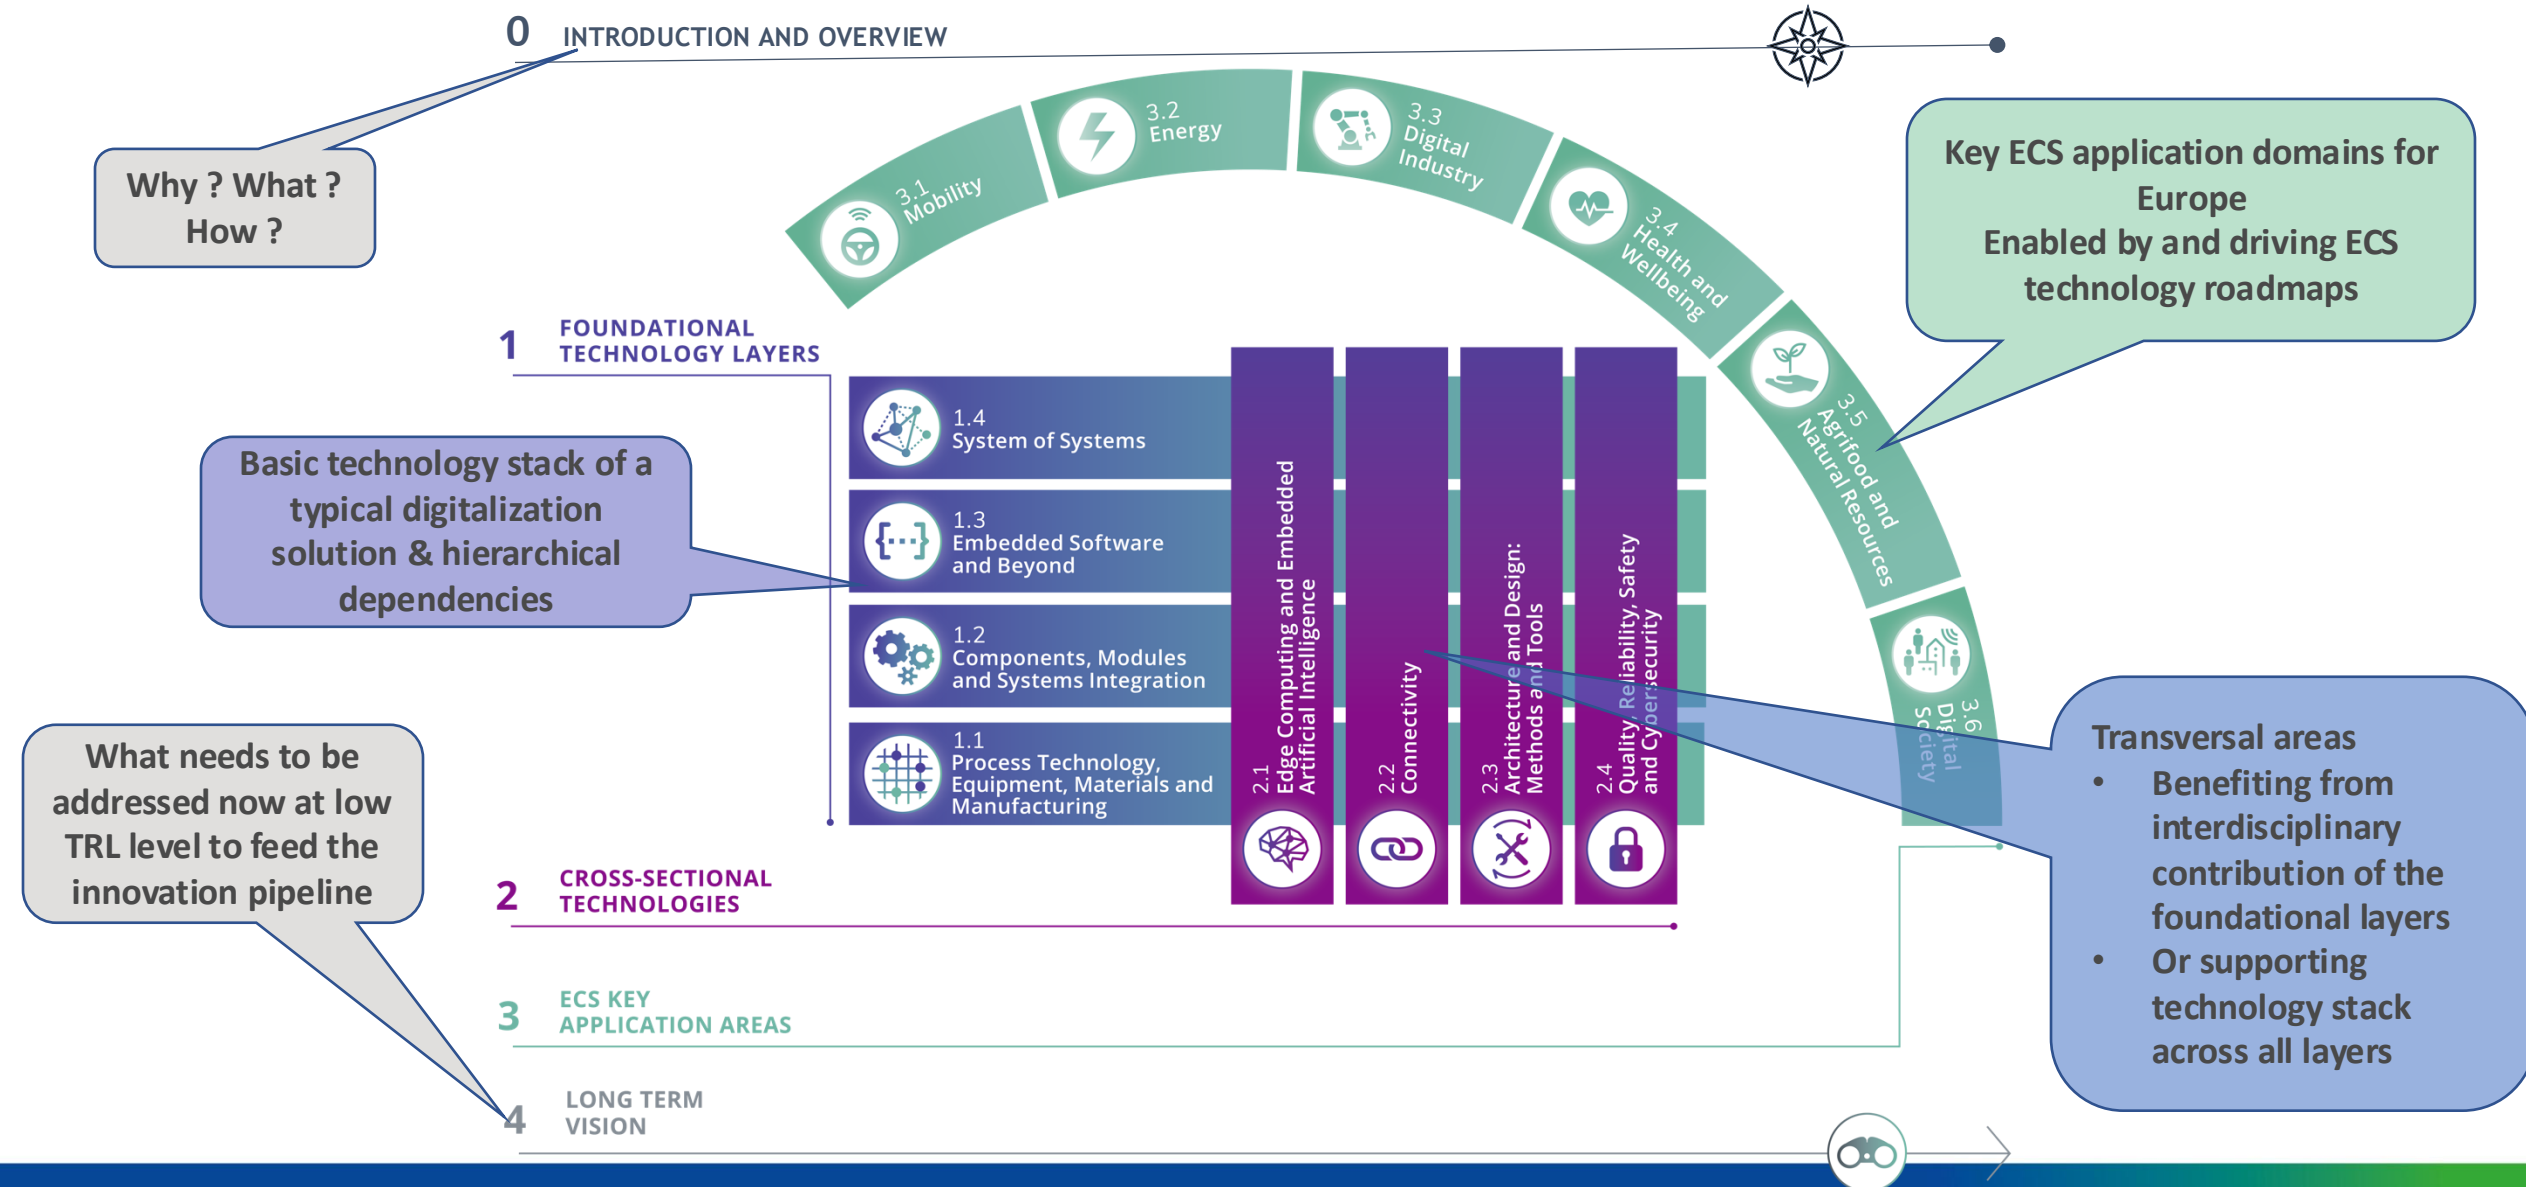 0 INTRODUCTION AND OVERVIEW
Why ? What ?
How ?
3.1
Mobility
3.2
Energy
3.3
Digital
Industry
3.4
Health and
Wellbeing
3.5
Agrifood and
Natural Resources
3.6
Digital
Society
Key ECS application domains for
Europe
Enabled by and driving ECS
technology roadmaps
1 FOUNDATIONAL
TECHNOLOGY LAYERS
Basic technology stack of a
typical digitalization
solution & hierarchical
dependencies
1.4
System of Systems
1.3
Embedded Software
and Beyond
1.2
Components, Modules
and Systems Integration
1.1
Process Technology,
Equipment, Materials and
Manufacturing
2.1
Edge Computing and Embedded
Artificial Intelligence
2.2
Connectivity
2.3
Architecture and Design:
Methods and Tools
2.4
Quality, Reliability, Safety
and Cybersecurity
Transversal areas
• Benefiting from
interdisciplinary
contribution of the
foundational layers
• Or supporting
technology stack
across all layers
What needs to be
addressed now at low
TRL level to feed the
innovation pipeline
2 CROSS-SECTIONAL
TECHNOLOGIES
3 ECS KEY
APPLICATION AREAS
4 LONG TERM
VISION